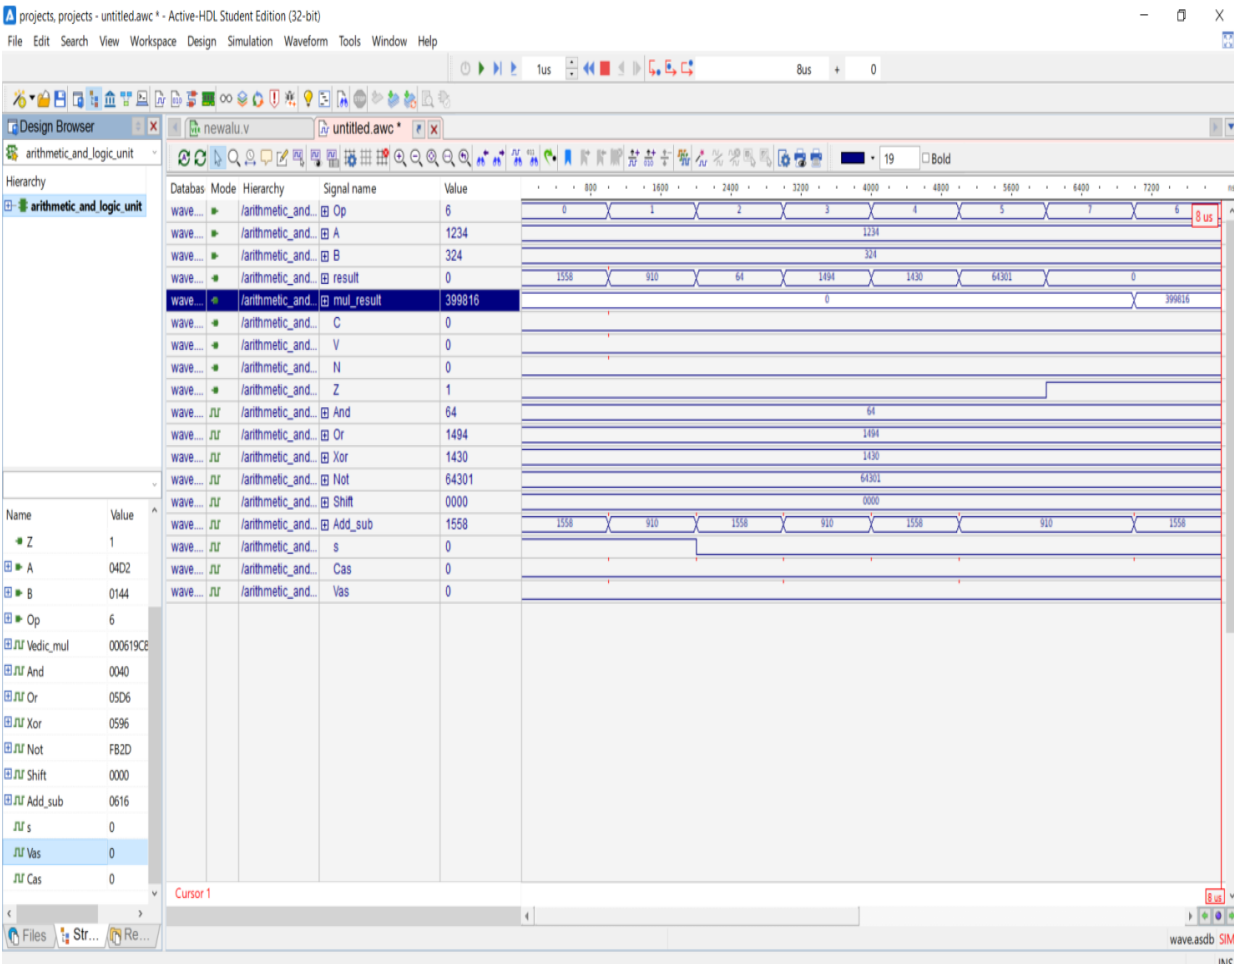 projects, projects - untitled.awc * - Active-HDL Student Edition (32-bit)
File Edit Search View Workspace Design Simulation Waveform Tools Window Help
1us 8us + 0
Design Browser newalu.v untitled.awc *
arithmetic_and_logic_unit 19 Bold
Hierarchy
arithmetic_and_logic_unit
Databas Mode Hierarchy Signal name Value 800 1600 2400 3200 4000 4800 5600 6400 7200
wave.... /arithmetic_and... Op 6 0 1 2 3 4 5 7 6 8 us
wave.... /arithmetic_and... A 1234 1234
wave.... /arithmetic_and... B 324 324
wave.... /arithmetic_and... result 0 1558 910 64 1494 1430 64301 0
wave.... /arithmetic_and... mul_result 399816 0 399816
wave.... /arithmetic_and... C 0
wave.... /arithmetic_and... V 0
wave.... /arithmetic_and... N 0
wave.... /arithmetic_and... Z 1
wave.... /arithmetic_and... And 64 64
wave.... /arithmetic_and... Or 1494 1494
wave.... /arithmetic_and... Xor 1430 1430
wave.... /arithmetic_and... Not 64301 64301
wave.... /arithmetic_and... Shift 0000 0000
wave.... /arithmetic_and... Add_sub 1558 1558 910 1558 910 1558 910 1558
wave.... /arithmetic_and... s 0
wave.... /arithmetic_and... Cas 0
wave.... /arithmetic_and... Vas 0
Name Value
Z 1
A 04D2
B 0144
Op 6
Vedic_mul 000619C8
And 0040
Or 05D6
Xor 0596
Not FB2D
Shift 0000
Add_sub 0616
s 0
Vas 0
Cas 0
Cursor 1 8 us
Files Str... Re...
wave.asdb SIM
INS